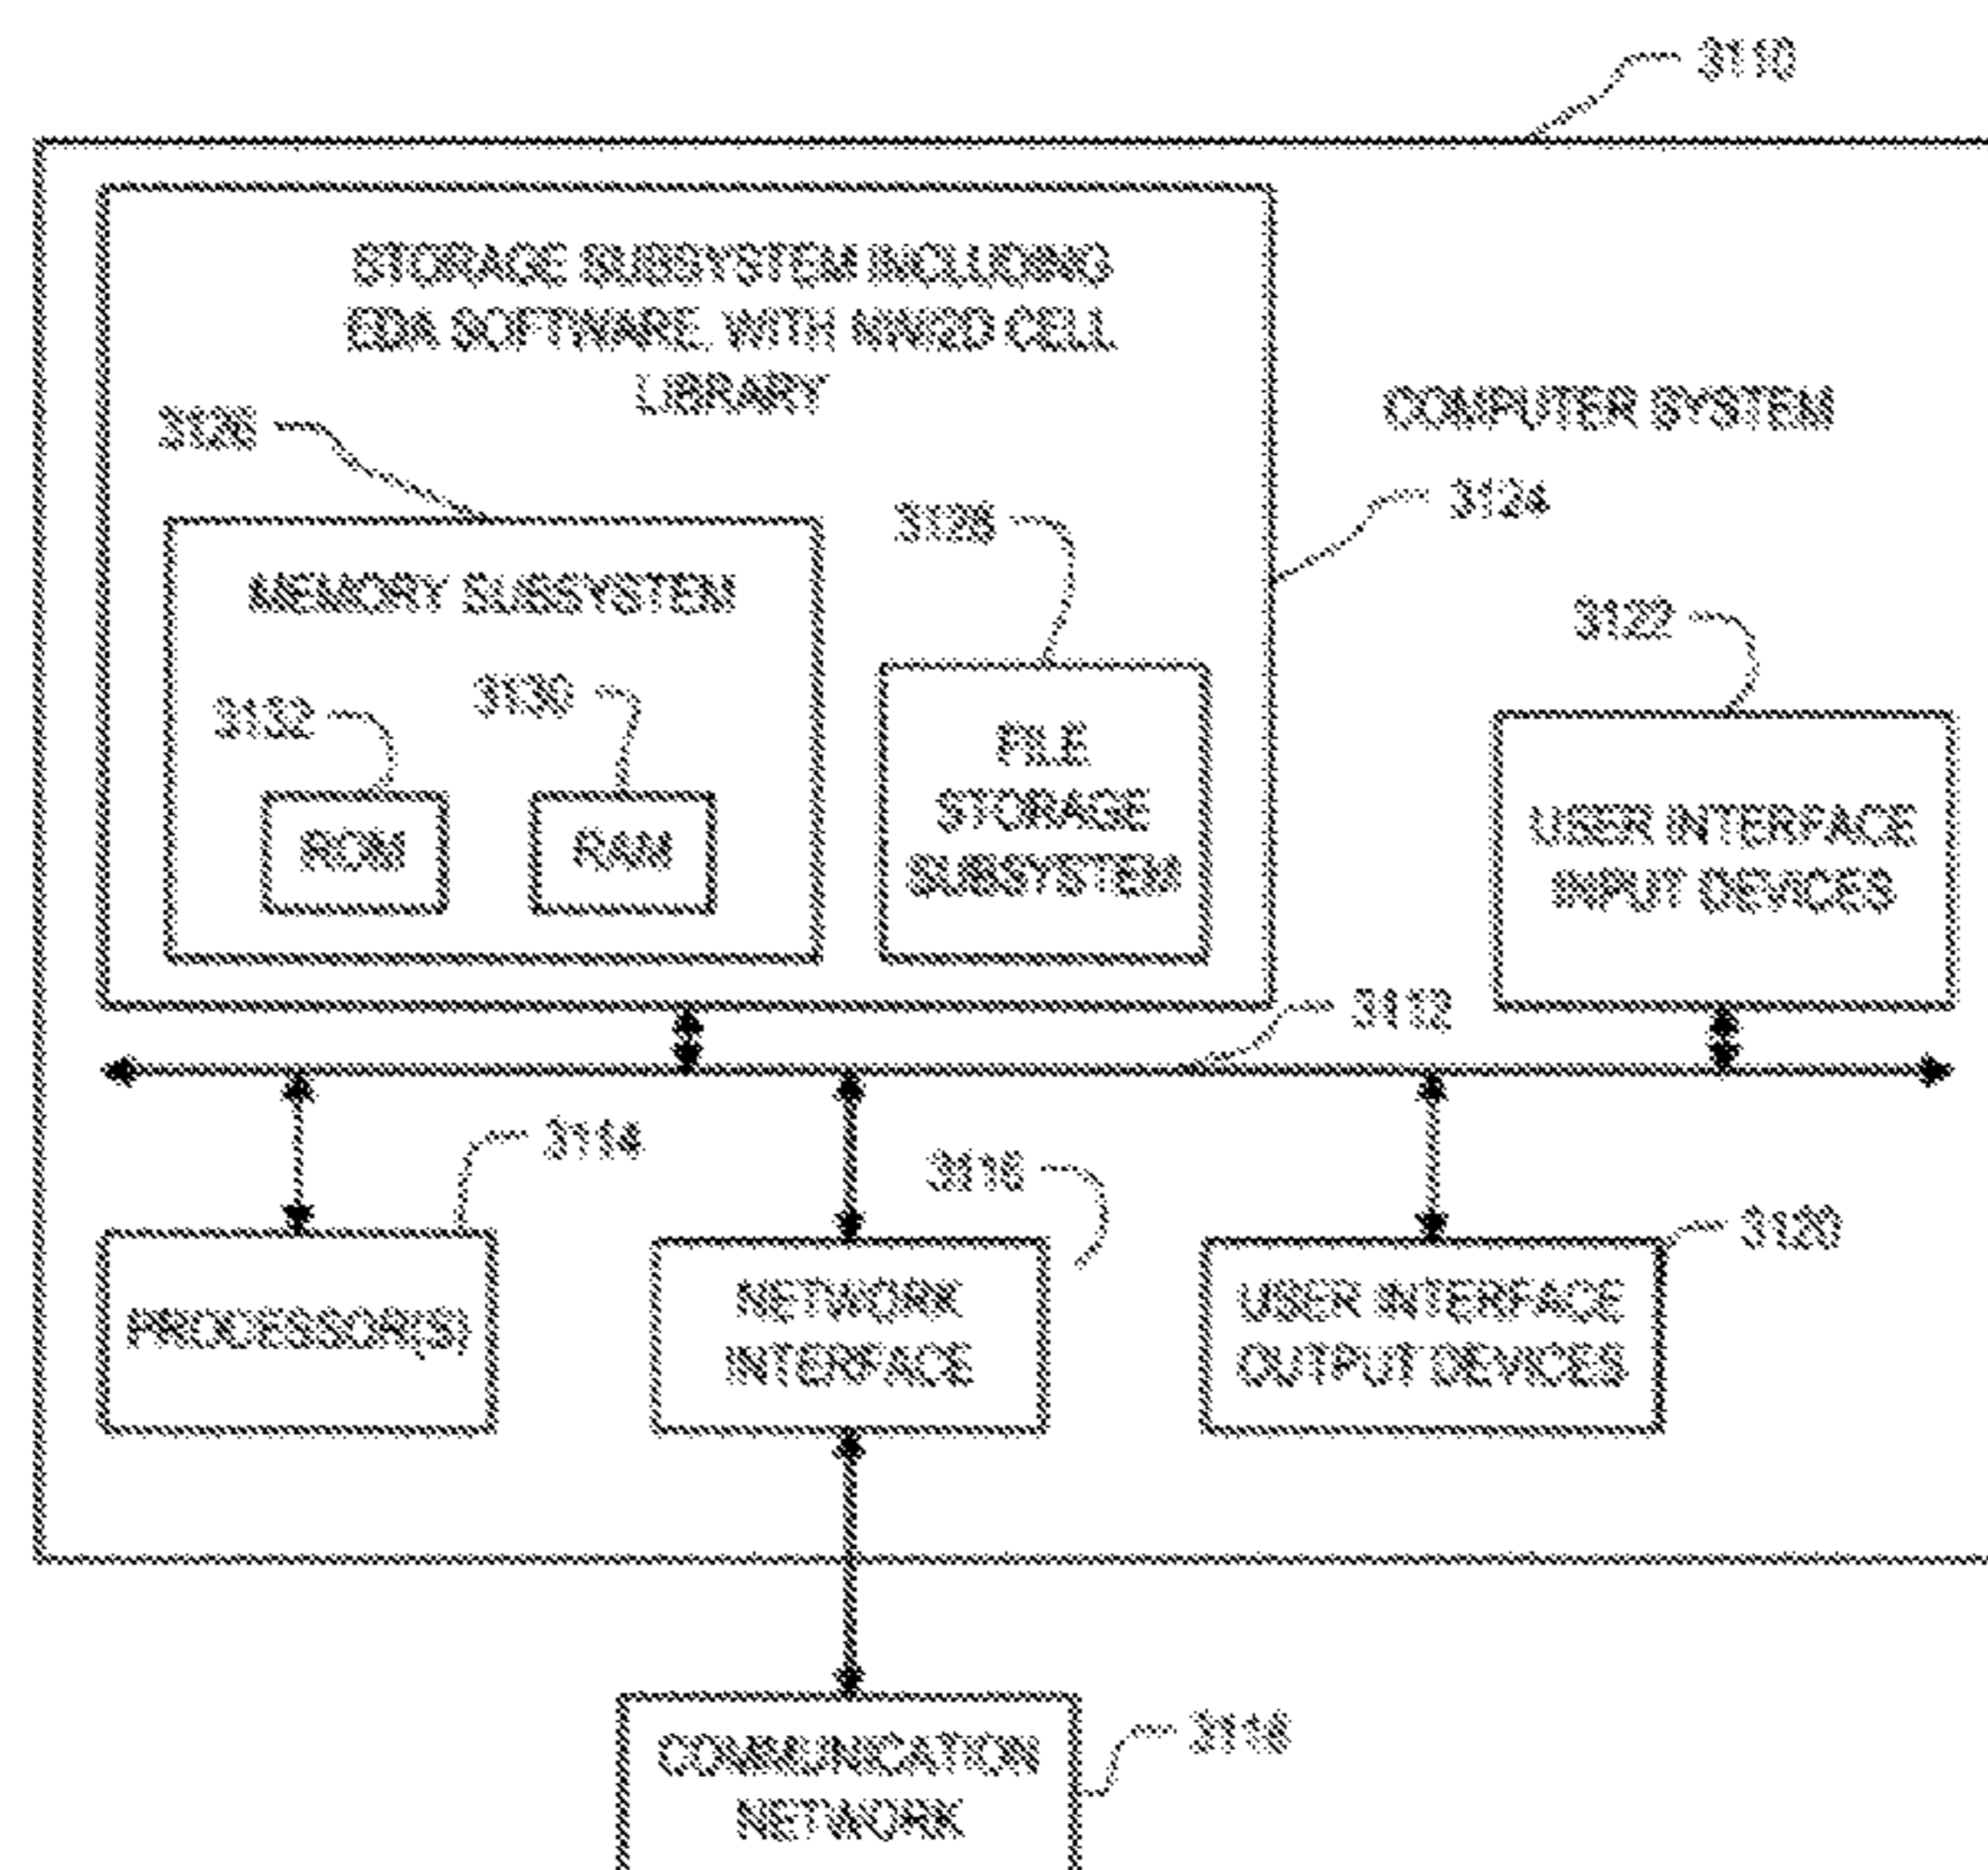 3110
STORAGE SUBSYSTEM INCLUDING
EDA SOFTWARE, WITH CELL
LIBRARY
COMPUTER SYSTEM
3126
3124
3128
MEMORY SUBSYSTEM
3122
3132
3130
FILE
STORAGE
SUBSYSTEM
ROM
RAM
USER INTERFACE
INPUT DEVICES
3112
3114
3116
3120
PROCESSOR(S)
NETWORK
INTERFACE
USER INTERFACE
OUTPUT DEVICES
3118
COMMUNICATION
NETWORK